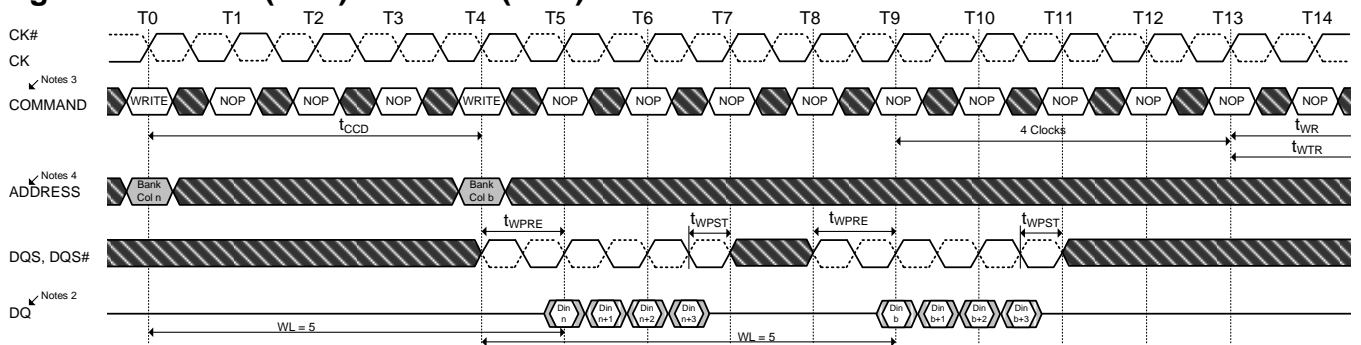 T0 T1 T2 T3 T4 T5 T6 T7 T8 T9 T10 T11 T12 T13 T14
CK#
CK
Notes 3
COMMAND WRITE NOP NOP NOP WRITE NOP NOP NOP NOP NOP NOP NOP NOP NOP NOP
tCCD 4 Clocks tWR
tWTR
Notes 4
ADDRESS Bank Col n Bank Col b
tWPRE tWPST tWPRE tWPST
DQS, DQS#
Notes 2
DQ Din n Din n+1 Din n+2 Din n+3 Din b Din b+1 Din b+2 Din b+3
WL = 5
WL = 5